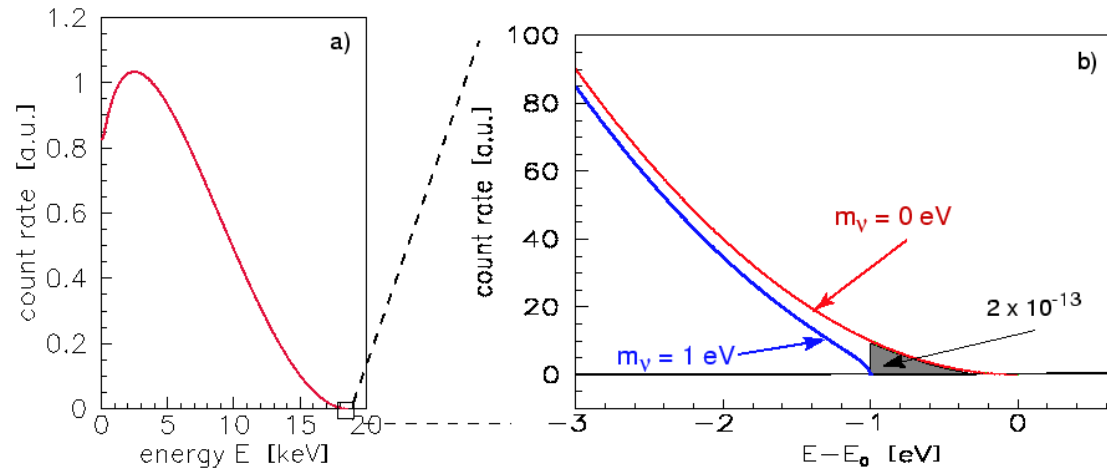 a)
count rate [a.u.]
1.2
1
0.8
0.6
0.4
0.2
0
0 5 10 15 20
energy E [keV]
b)
count rate [a.u.]
100
80
60
40
20
0
mᵥ = 0 eV
2 x 10⁻¹³
mᵥ = 1 eV
−3 −2 −1 0
E−E₀ [eV]